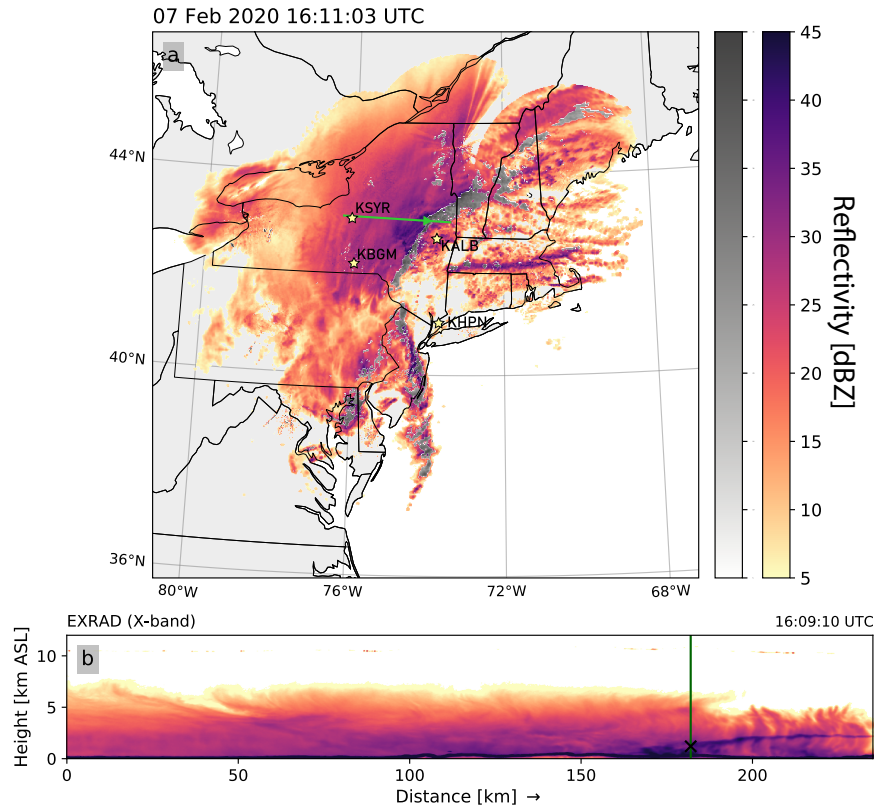 07 Feb 2020 16:11:03 UTC
a
44°N
40°N
36°N
KSYR
KALB
KBGM
KHPN
80°W
76°W
72°W
68°W
45
40
35
30
25
20
15
10
5
Reflectivity [dBZ]
EXRAD (X-band)
16:09:10 UTC
b
Height [km ASL]
10
5
0
0
50
100
150
200
Distance [km] →